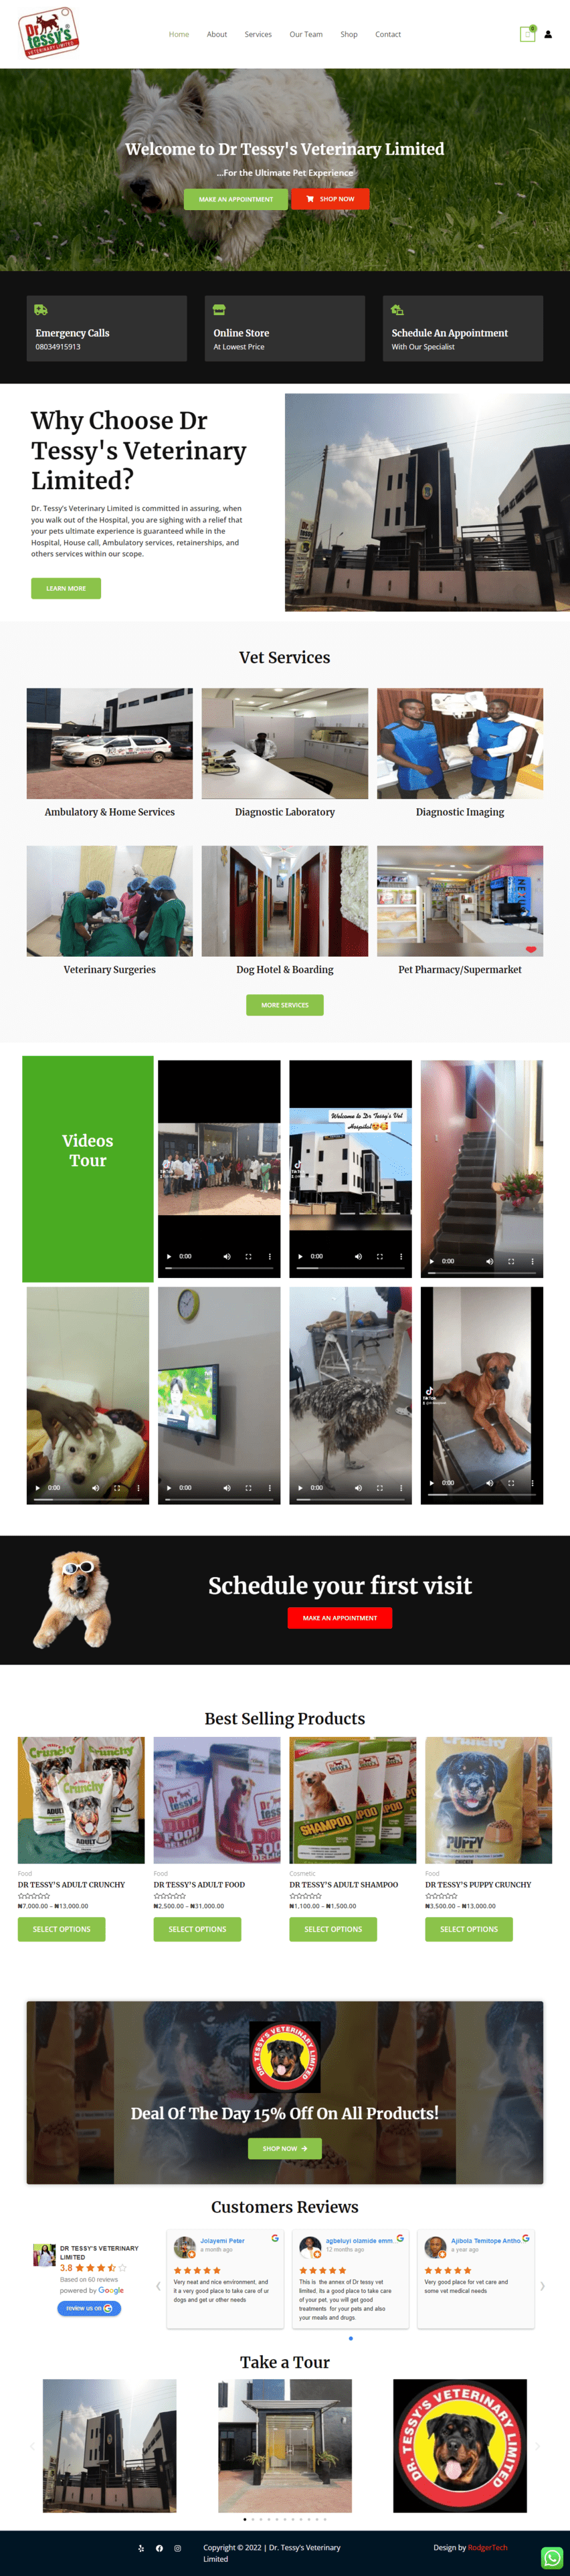 Dr
tessy's
VETERINARY LIMITED
Home
About
Services
Our Team
Shop
Contact
0
Welcome to Dr Tessy's Veterinary Limited
...For the Ultimate Pet Experience
MAKE AN APPOINTMENT
SHOP NOW
Emergency Calls
08034915913
Online Store
At Lowest Price
Schedule An Appointment
With Our Specialist
Why Choose Dr
Tessy's Veterinary
Limited?
Dr. Tessy's Veterinary Limited is committed in assuring, when
you walk out of the Hospital, you are sighing with a relief that
your pets ultimate experience is guaranteed while in the
Hospital, House call, Ambulatory services, retainerships, and
others services within our scope.
LEARN MORE
Vet Services
Ambulatory & Home Services
Diagnostic Laboratory
Diagnostic Imaging
Veterinary Surgeries
Dog Hotel & Boarding
Pet Pharmacy/Supermarket
MORE SERVICES
Videos
Tour
0:00
Welcome to Dr Tessy's Vet
Hospital
0:00
0:00
0:00
0:00
0:00
TikTok
0:00
Schedule your first visit
MAKE AN APPOINTMENT
Best Selling Products
Crunchy
Crunchy
Crunchy
ADULT
Dr
tessy's
FOOD
SHAMPOO
PUPPY
Food
DR TESSY'S ADULT CRUNCHY
₦7,000.00 – ₦13,000.00
SELECT OPTIONS
Food
DR TESSY'S ADULT FOOD
₦2,500.00 – ₦31,000.00
SELECT OPTIONS
Cosmetic
DR TESSY'S ADULT SHAMPOO
₦1,100.00 – ₦1,500.00
SELECT OPTIONS
Food
DR TESSY'S PUPPY CRUNCHY
₦3,500.00 – ₦13,000.00
SELECT OPTIONS
DR. TESSY'S VETERINARY LIMITED
Deal Of The Day 15% Off On All Products!
SHOP NOW
Customers Reviews
DR TESSY'S VETERINARY
LIMITED
3.8
Based on 60 reviews
powered by Google
review us on
Jolayemi Peter
a month ago
Very neat and nice environment, and
it a very good place to take care of ur
dogs and get ur other needs
agbetuyi olamide emm
12 months ago
This is the annex of Dr tessy vet
limited, its a good place to take care
of your pet. you will get good
treatments for your pets and also
your meals and drugs.
Ajibola Temitope Antho
a year ago
Very good place for vet care and
some vet medical needs
Take a Tour
DR. TESSY'S VETERINARY LIMITED
Copyright © 2022 | Dr. Tessy's Veterinary
Limited
Design by RodgerTech